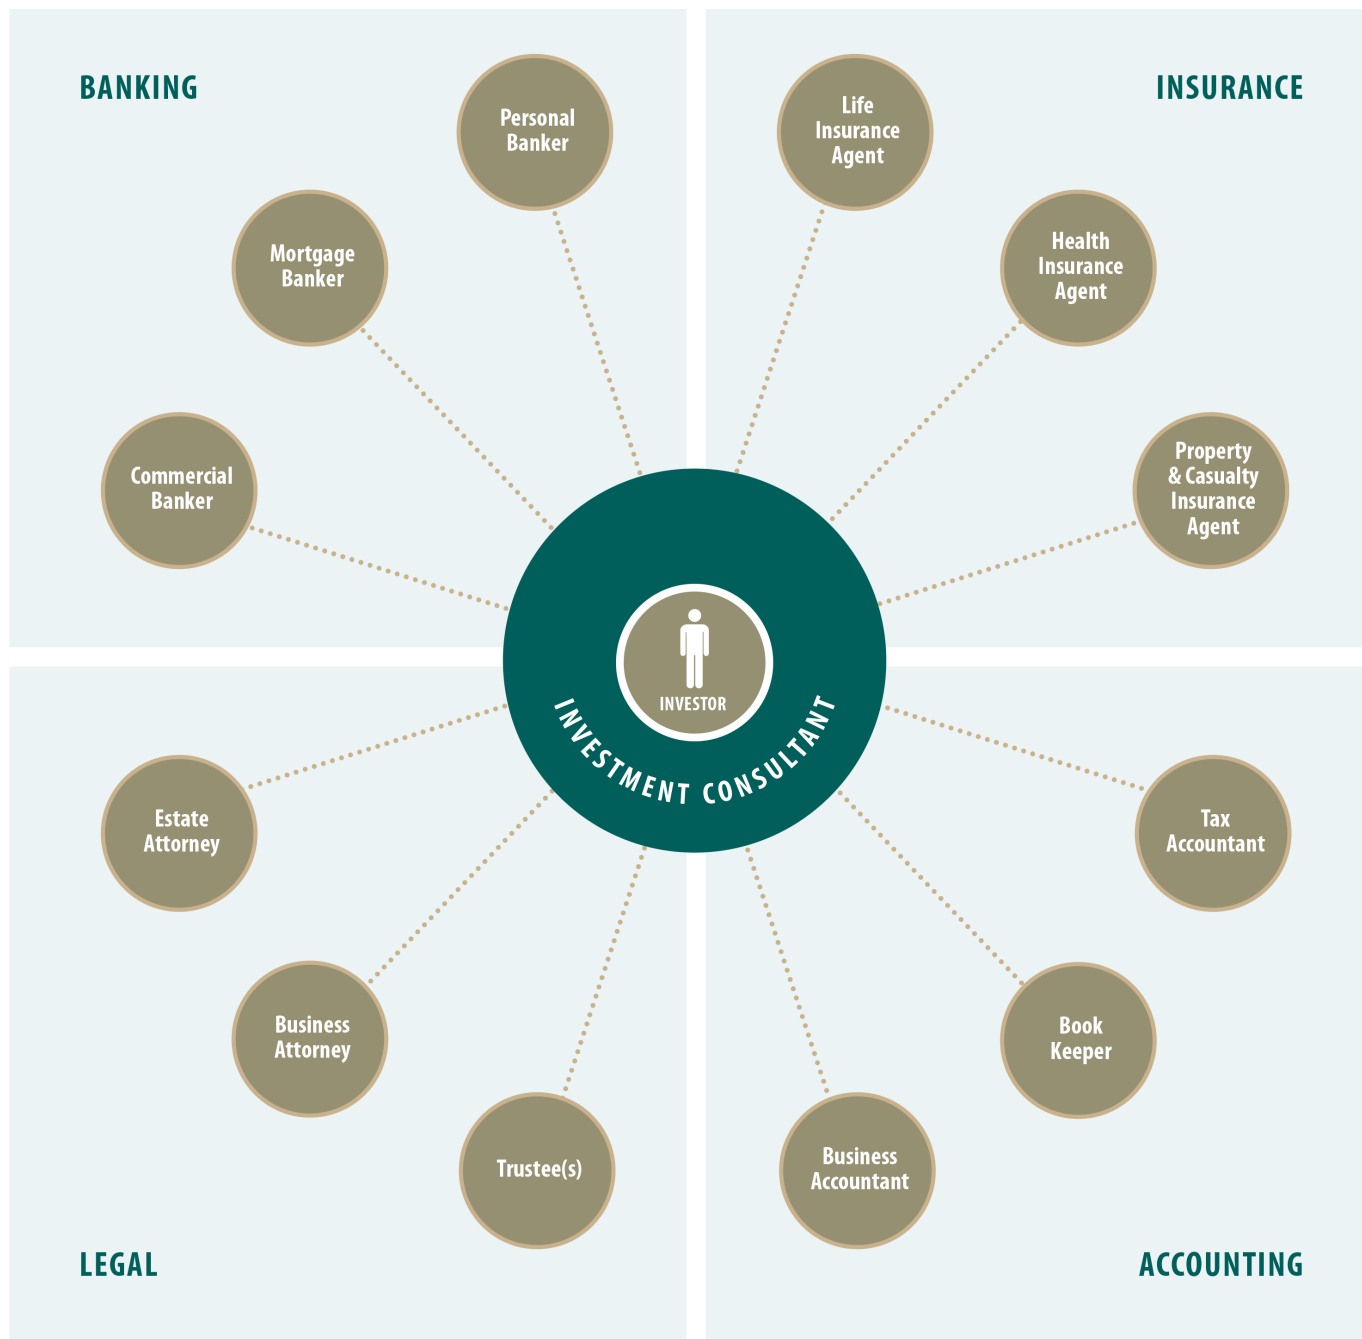 BANKING
Personal
Banker
Mortgage
Banker
Commercial
Banker
INSURANCE
Life
Insurance
Agent
Health
Insurance
Agent
Property
& Casualty
Insurance
Agent
INVESTOR
INVESTMENT CONSULTANT
Estate
Attorney
Business
Attorney
Trustee(s)
LEGAL
Tax
Accountant
Book
Keeper
Business
Accountant
ACCOUNTING